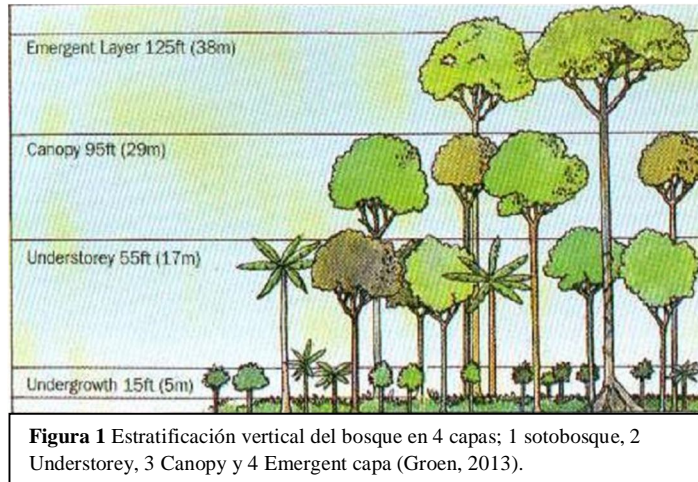 Emergent Layer 125ft (38m)
Canopy 95ft (29m)
Understorey 55ft (17m)
Undergrowth 15ft (5m)
Figura 1 Estratificación vertical del bosque en 4 capas; 1 sotobosque, 2
Understorey, 3 Canopy y 4 Emergent capa (Groen, 2013).